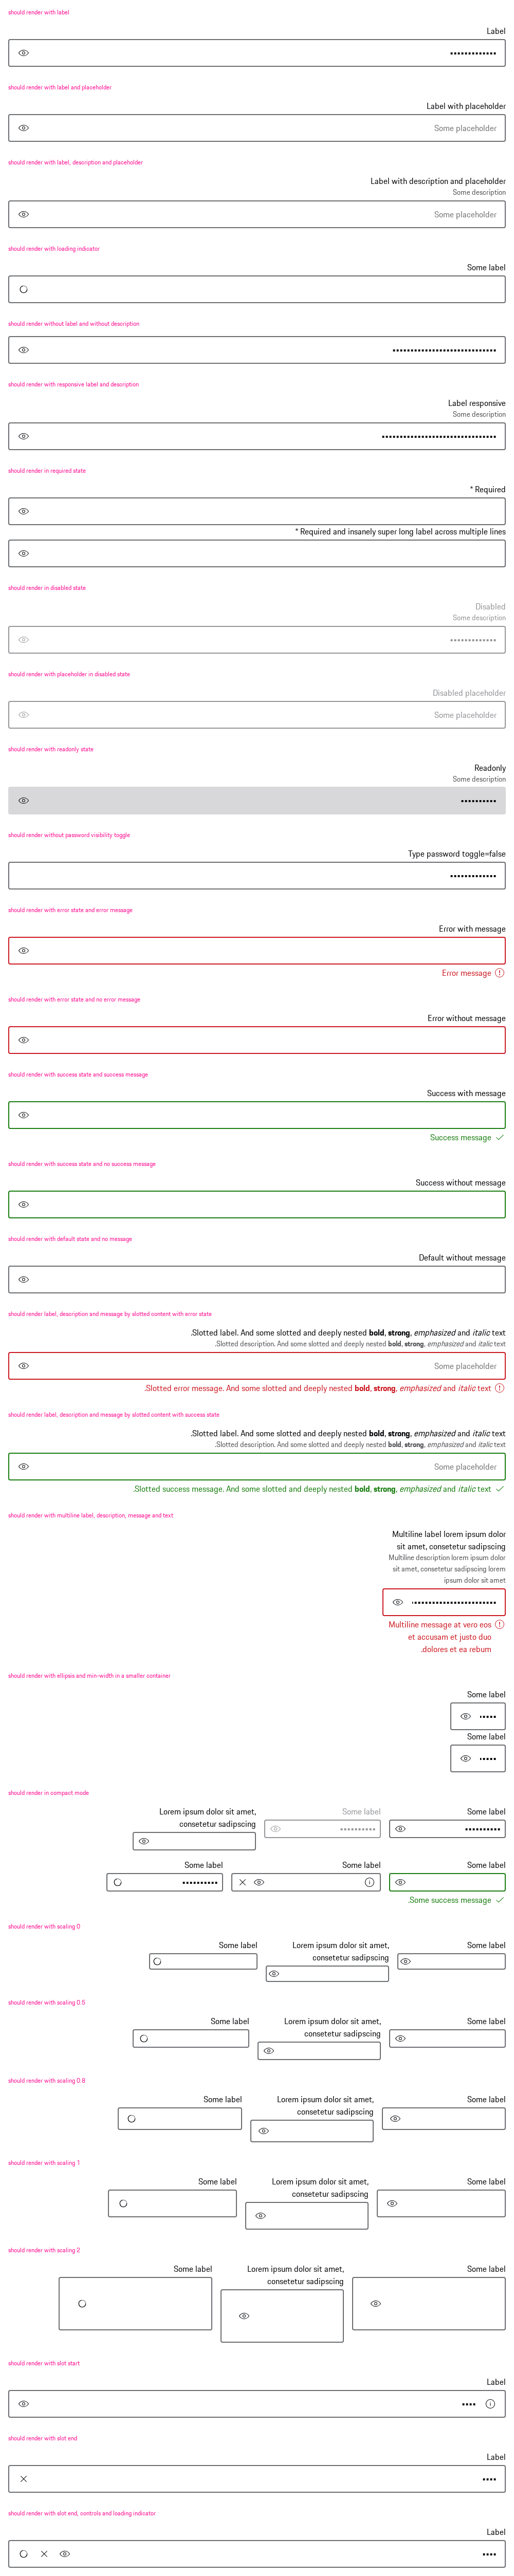 should render with label
Label
•••••••••••••
should render with label and placeholder
Label with placeholder
Some placeholder
should render with label, description and placeholder
Label with description and placeholder
Some description
Some placeholder
should render with loading indicator
Some label
should render without label and without description
should render with responsive label and description
Label responsive
Some description
should render in required state
* Required
* Required and insanely super long label across multiple lines
should render in disabled state
Disabled
Some description
should render with placeholder in disabled state
Disabled placeholder
Some placeholder
should render with readonly state
Readonly
Some description
should render without password visibility toggle
Type password toggle=false
should render with error state and error message
Error with message
Error message
should render with error state and no error message
Error without message
should render with success state and success message
Success with message
Success message
should render with success state and no success message
Success without message
should render with default state and no message
Default without message
should render label, description and message by slotted content with error state
.Slotted label. And some slotted and deeply nested bold, strong, emphasized and italic text
.Slotted description. And some slotted and deeply nested bold, strong, emphasized and italic text
Some placeholder
.Slotted error message. And some slotted and deeply nested bold, strong, emphasized and italic text
should render label, description and message by slotted content with success state
.Slotted label. And some slotted and deeply nested bold, strong, emphasized and italic text
.Slotted description. And some slotted and deeply nested bold, strong, emphasized and italic text
Some placeholder
.Slotted success message. And some slotted and deeply nested bold, strong, emphasized and italic text
should render with multiline label, description, message and text
Multiline label lorem ipsum dolor
sit amet, consetetur sadipscing
Multiline description lorem ipsum dolor
sit amet, consetetur sadipscing lorem
ipsum dolor sit amet
Multiline message at vero eos
et accusam et justo duo
.dolores et ea rebum
should render with ellipsis and min-width in a smaller container
Some label
Some label
should render in compact mode
Lorem ipsum dolor sit amet,
consetetur sadipscing
Some label
Some label
Some label
Some label
Some label
.Some success message
should render with scaling 0
Some label
Lorem ipsum dolor sit amet,
consetetur sadipscing
Some label
should render with scaling 0.5
Some label
Lorem ipsum dolor sit amet,
consetetur sadipscing
Some label
should render with scaling 0.8
Some label
Lorem ipsum dolor sit amet,
consetetur sadipscing
Some label
should render with scaling 1
Some label
Lorem ipsum dolor sit amet,
consetetur sadipscing
Some label
should render with scaling 2
Some label
Lorem ipsum dolor sit amet,
consetetur sadipscing
Some label
should render with slot start
Label
should render with slot end
Label
should render with slot end, controls and loading indicator
Label